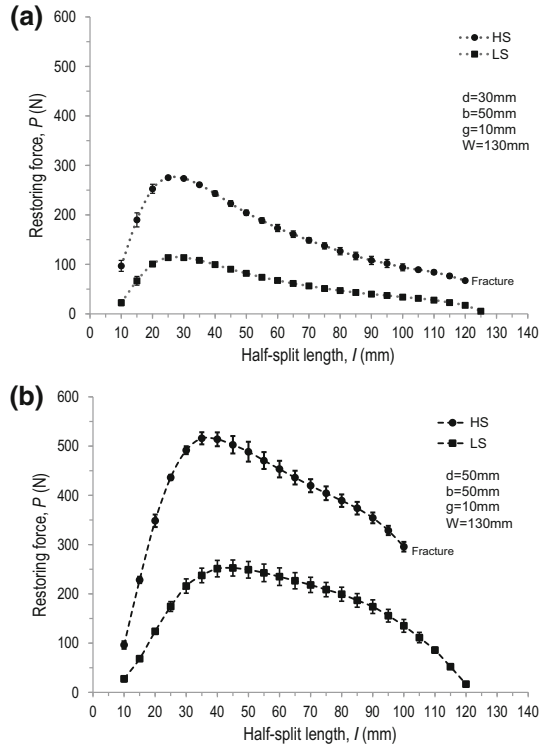 (a)
600
500
400
300
200
100
0
Restoring force, P (N)
HS
LS
d=30mm
b=50mm
g=10mm
W=130mm
Fracture
0 10 20 30 40 50 60 70 80 90 100 110 120 130 140
Half-split length, l (mm)
(b)
600
500
400
300
200
100
0
Restoring force, P (N)
HS
LS
d=50mm
b=50mm
g=10mm
W=130mm
Fracture
0 10 20 30 40 50 60 70 80 90 100 110 120 130 140
Half-split length, l (mm)